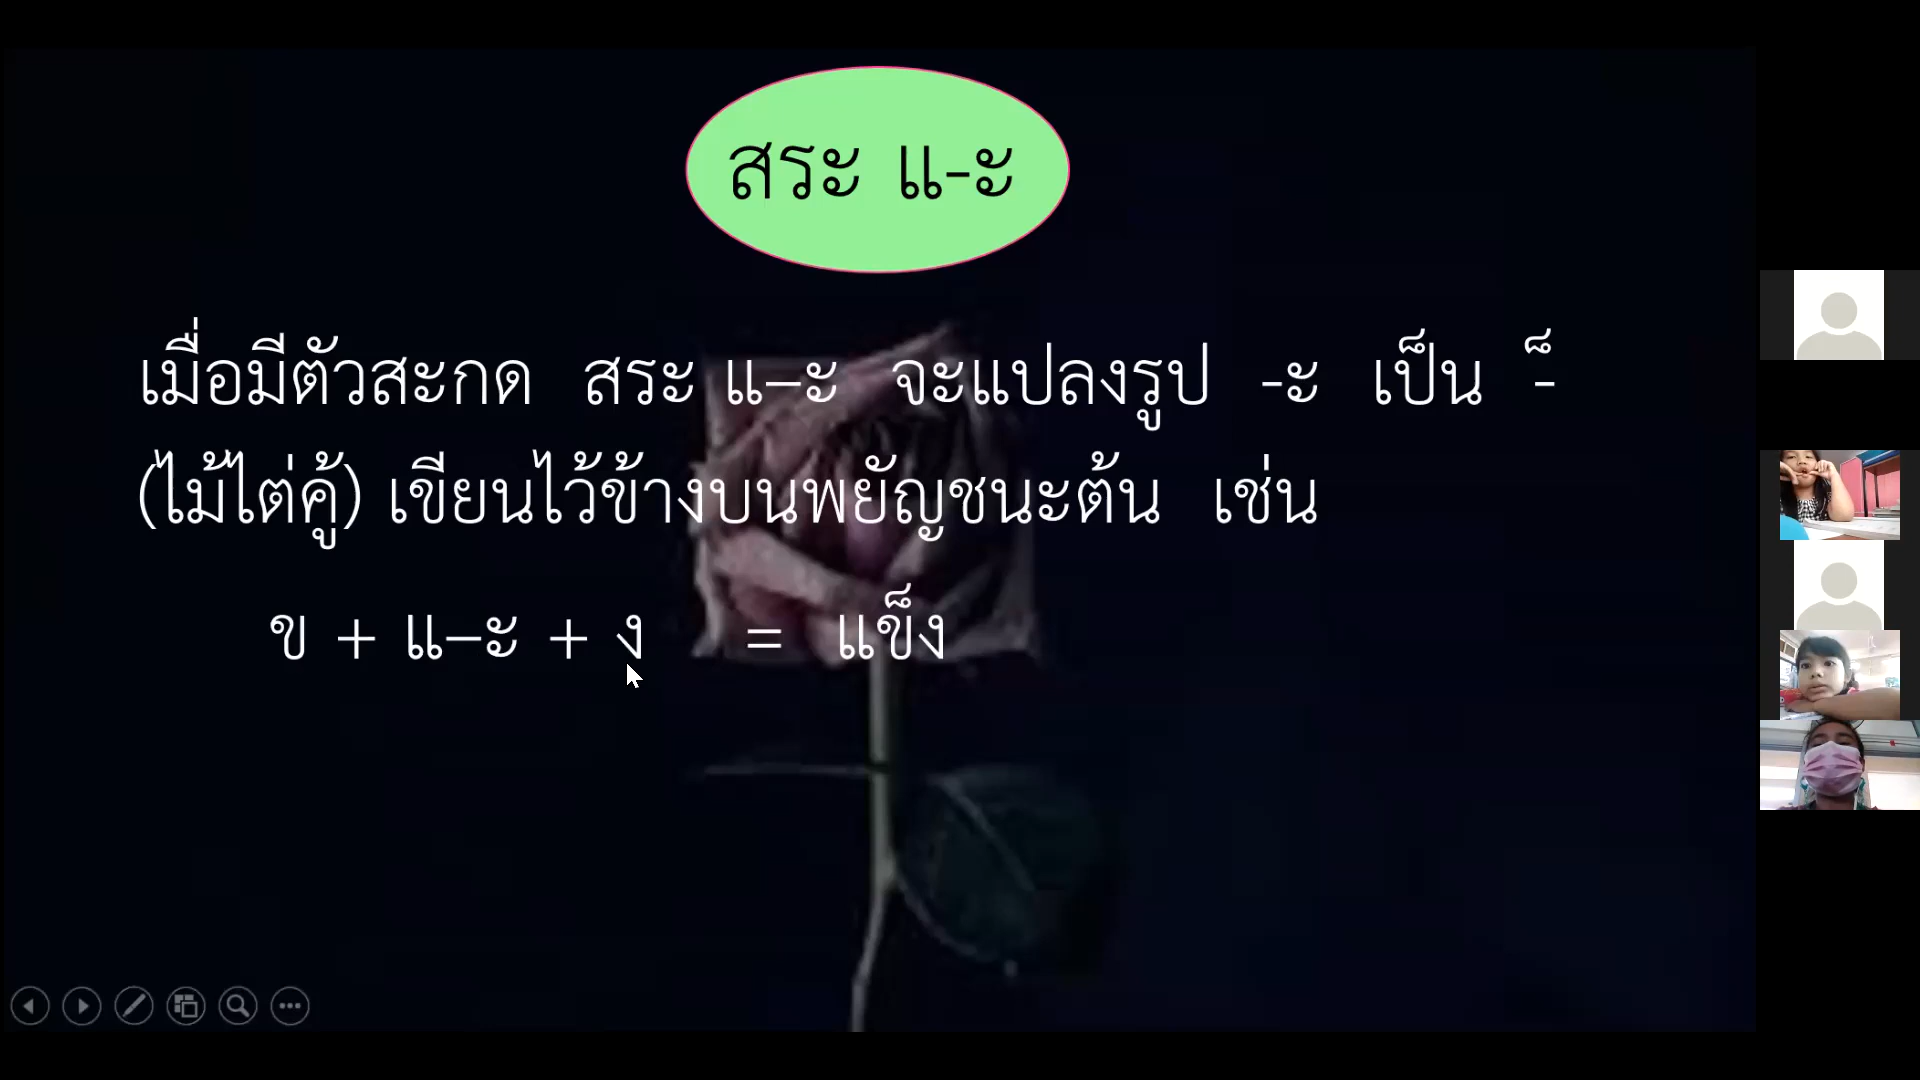 สระ แ-ะ
เมื่อมีตัวสะกด สระ แ–ะ จะแปลงรูป -ะ เป็น -็
(ไม้ไต่คู้) เขียนไว้ข้างบนพยัญชนะต้น เช่น
ข + แ–ะ + ง = แข็ง